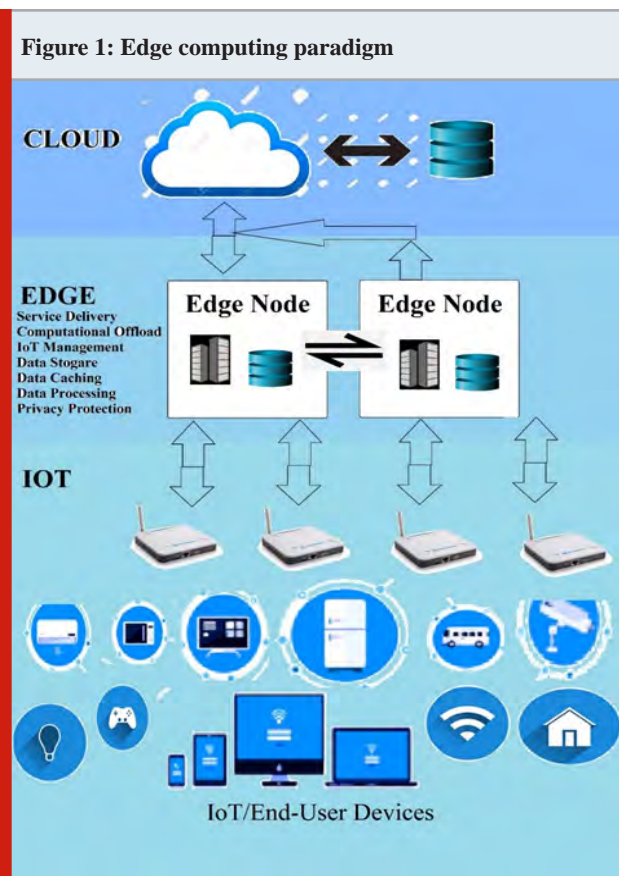 Figure 1: Edge computing paradigm
CLOUD
EDGE
Service Delivery
Computational Offload
IoT Management
Data Stogare
Data Caching
Data Processing
Privacy Protection
Edge Node
Edge Node
IOT
IoT/End-User Devices